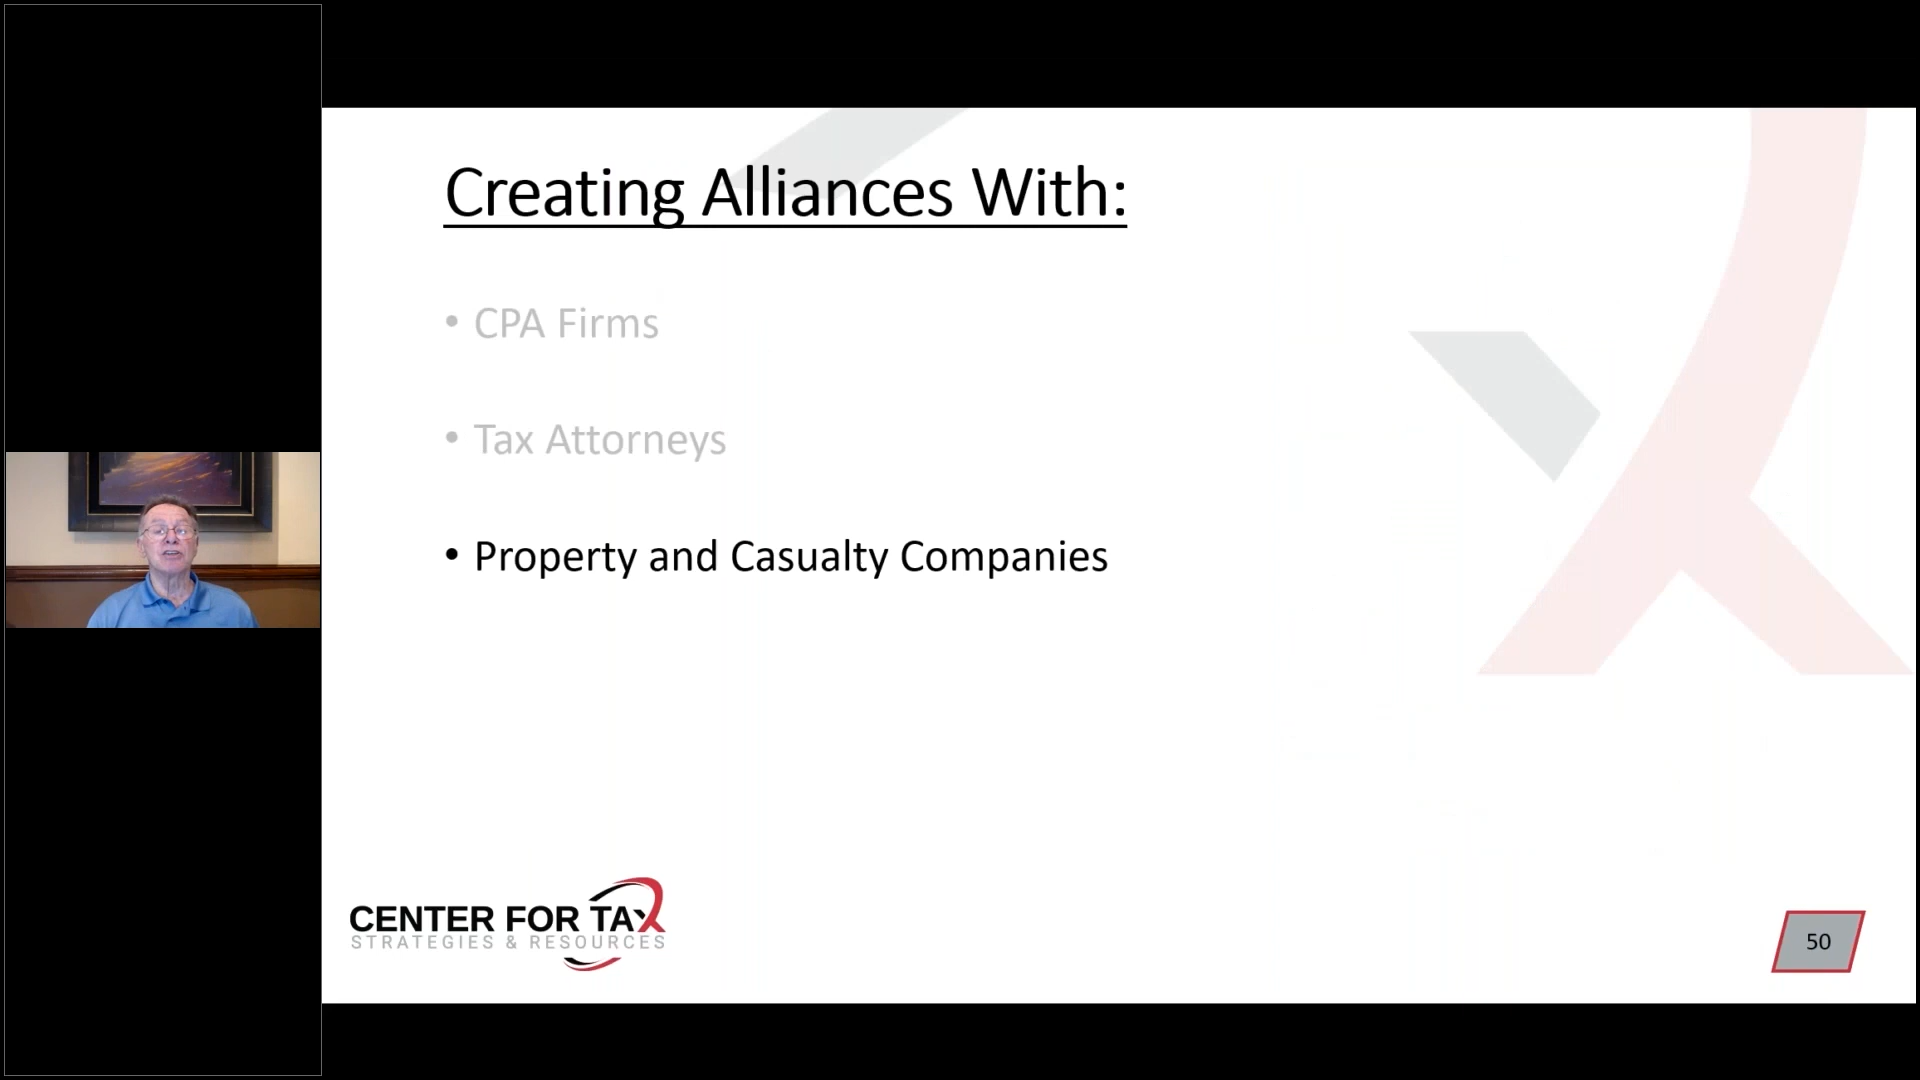 Creating Alliances With:
• CPA Firms
• Tax Attorneys
• Property and Casualty Companies
CENTER FOR TAX
STRATEGIES & RESOURCES
50